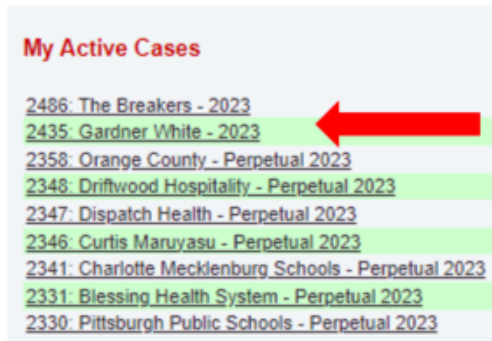 My Active Cases
2486: The Breakers - 2023
2435: Gardner White - 2023
2358: Orange County - Perpetual 2023
2348: Driftwood Hospitality - Perpetual 2023
2347: Dispatch Health - Perpetual 2023
2346: Curtis Maruyasu - Perpetual 2023
2341: Charlotte Mecklenburg Schools - Perpetual 2023
2331: Blessing Health System - Perpetual 2023
2330: Pittsburgh Public Schools - Perpetual 2023